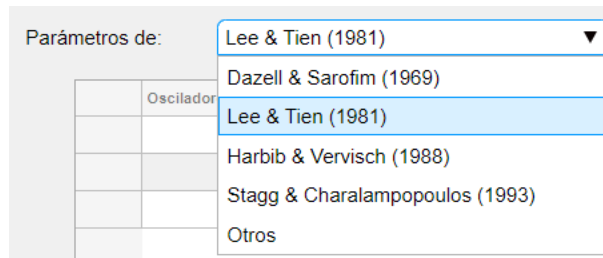 Parámetros de: Lee & Tien (1981)
Dazell & Sarofim (1969)
Oscilador
Lee & Tien (1981)
Harbib & Vervisch (1988)
Stagg & Charalampopoulos (1993)
Otros